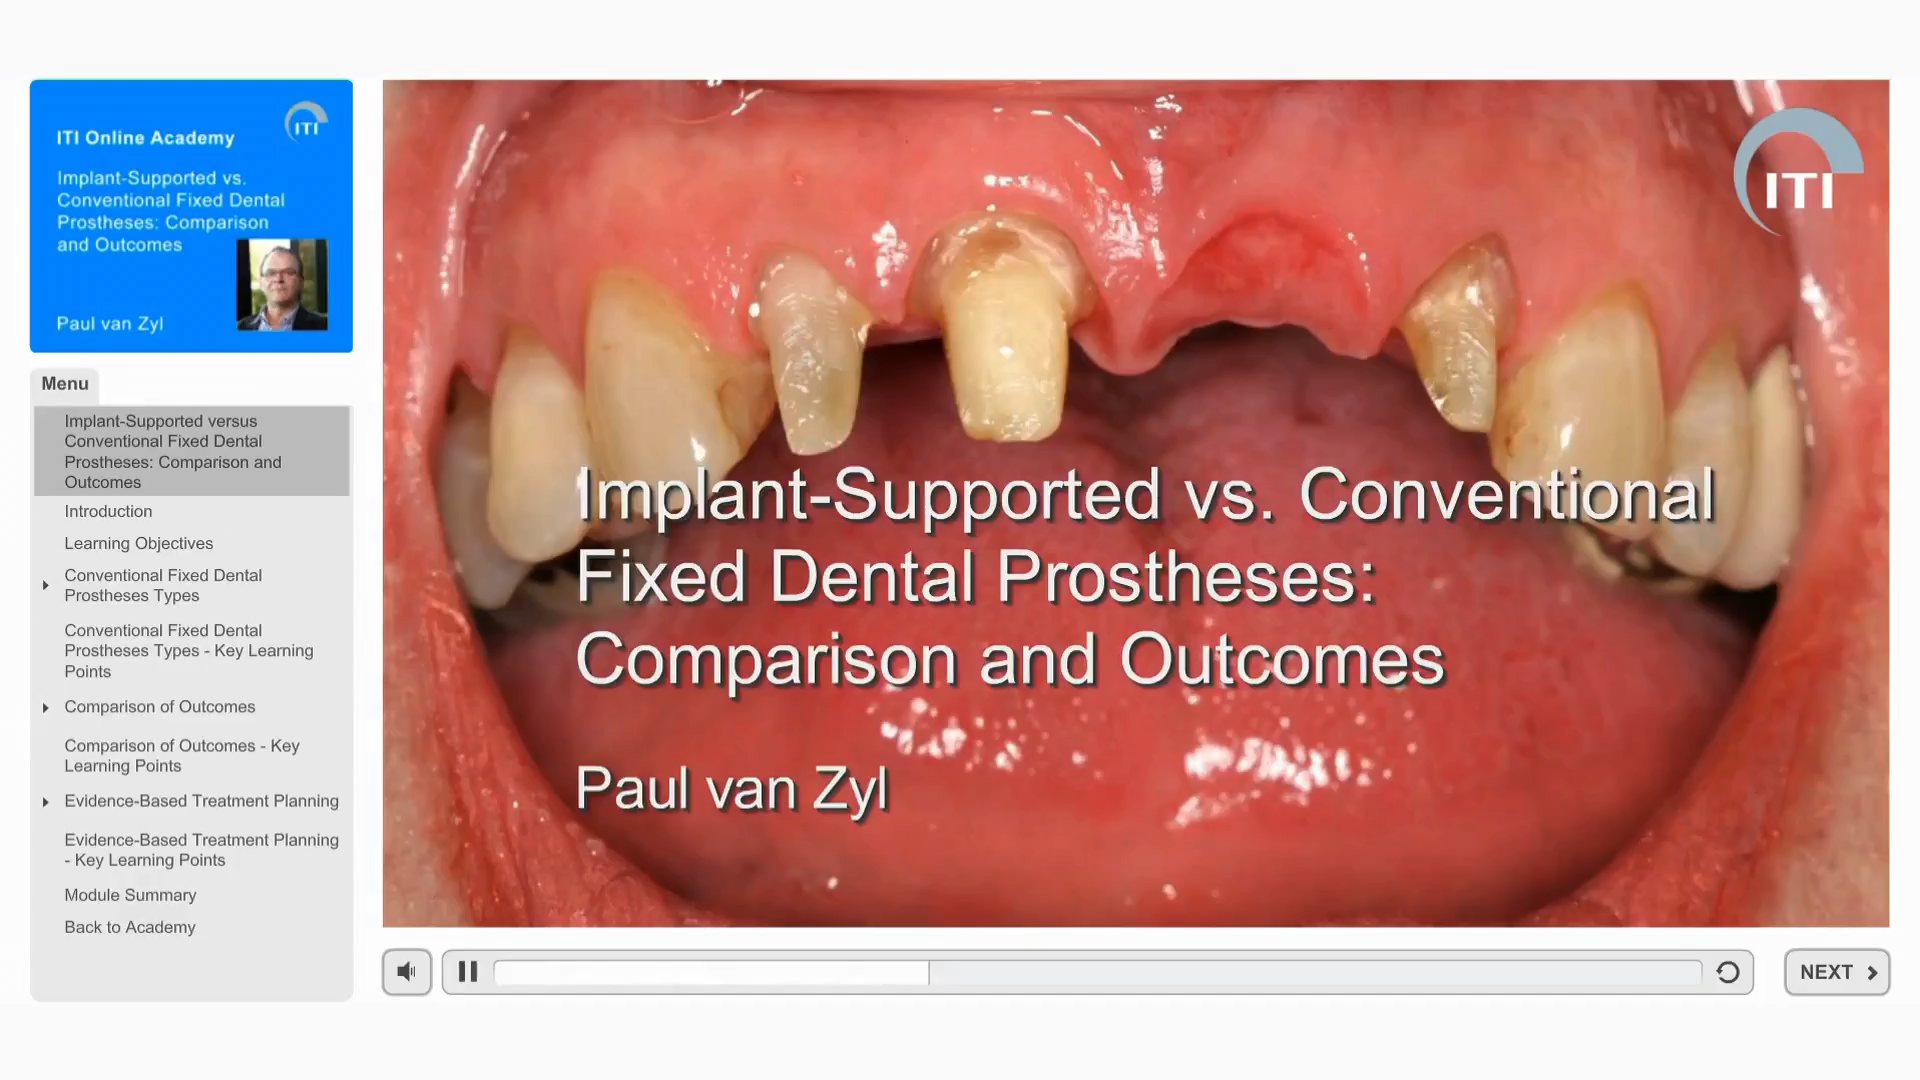 ITI Online Academy
ITI
Implant-Supported vs.
Conventional Fixed Dental
Prostheses: Comparison
and Outcomes
Paul van Zyl
Menu
Implant-Supported versus
Conventional Fixed Dental
Prostheses: Comparison and
Outcomes
Introduction
Learning Objectives
Conventional Fixed Dental
Prostheses Types
Conventional Fixed Dental
Prostheses Types - Key Learning
Points
Comparison of Outcomes
Comparison of Outcomes - Key
Learning Points
Evidence-Based Treatment Planning
Evidence-Based Treatment Planning
- Key Learning Points
Module Summary
Back to Academy
ITI
Implant-Supported vs. Conventional
Fixed Dental Prostheses:
Comparison and Outcomes
Paul van Zyl
NEXT